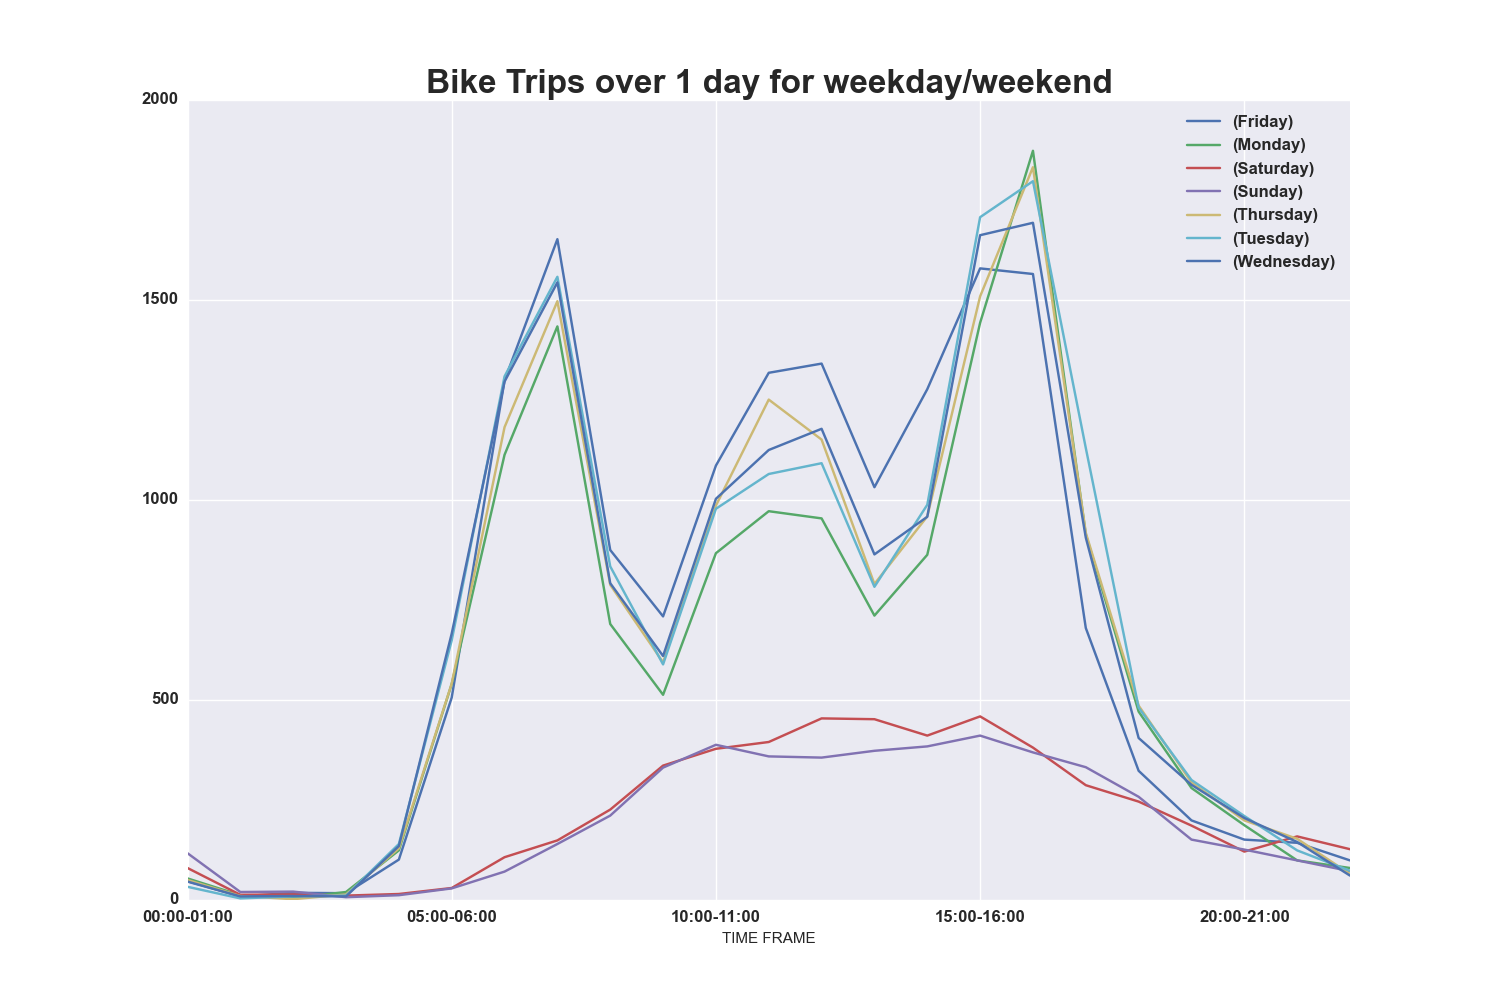 Bike Trips over 1 day for weekday/weekend
2000
1500
1000
500
0
(Friday)
(Monday)
(Saturday)
(Sunday)
(Thursday)
(Tuesday)
(Wednesday)
00:00-01:00 05:00-06:00 10:00-11:00 15:00-16:00 20:00-21:00
TIME FRAME